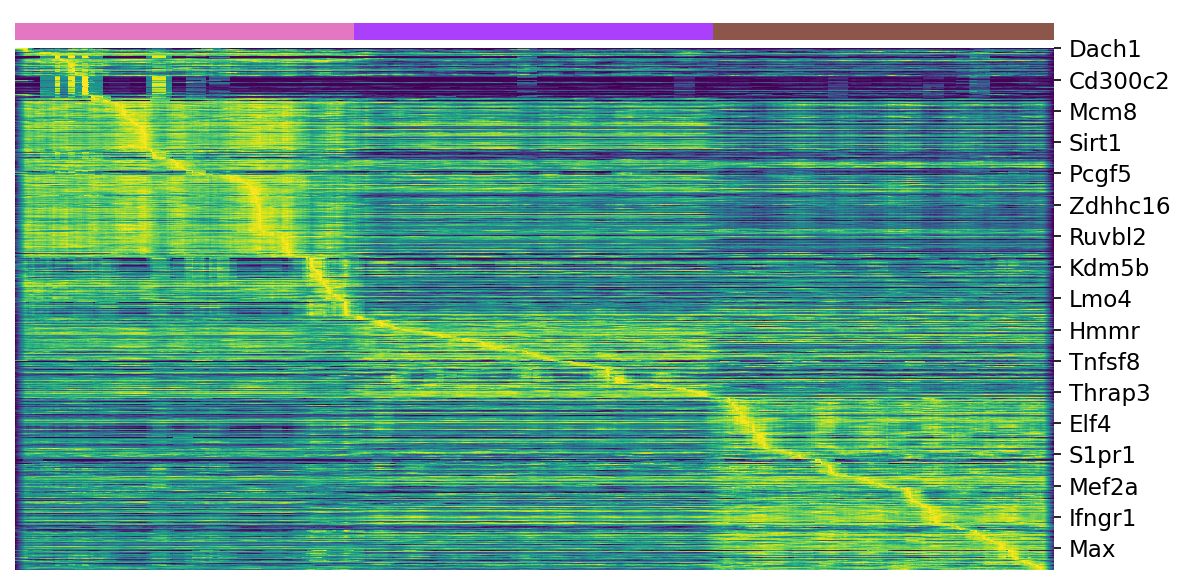 Dach1
Cd300c2
Mcm8
Sirt1
Pcgf5
Zdhhc16
Ruvbl2
Kdm5b
Lmo4
Hmmr
Tnfsf8
Thrap3
Elf4
S1pr1
Mef2a
Ifngr1
Max